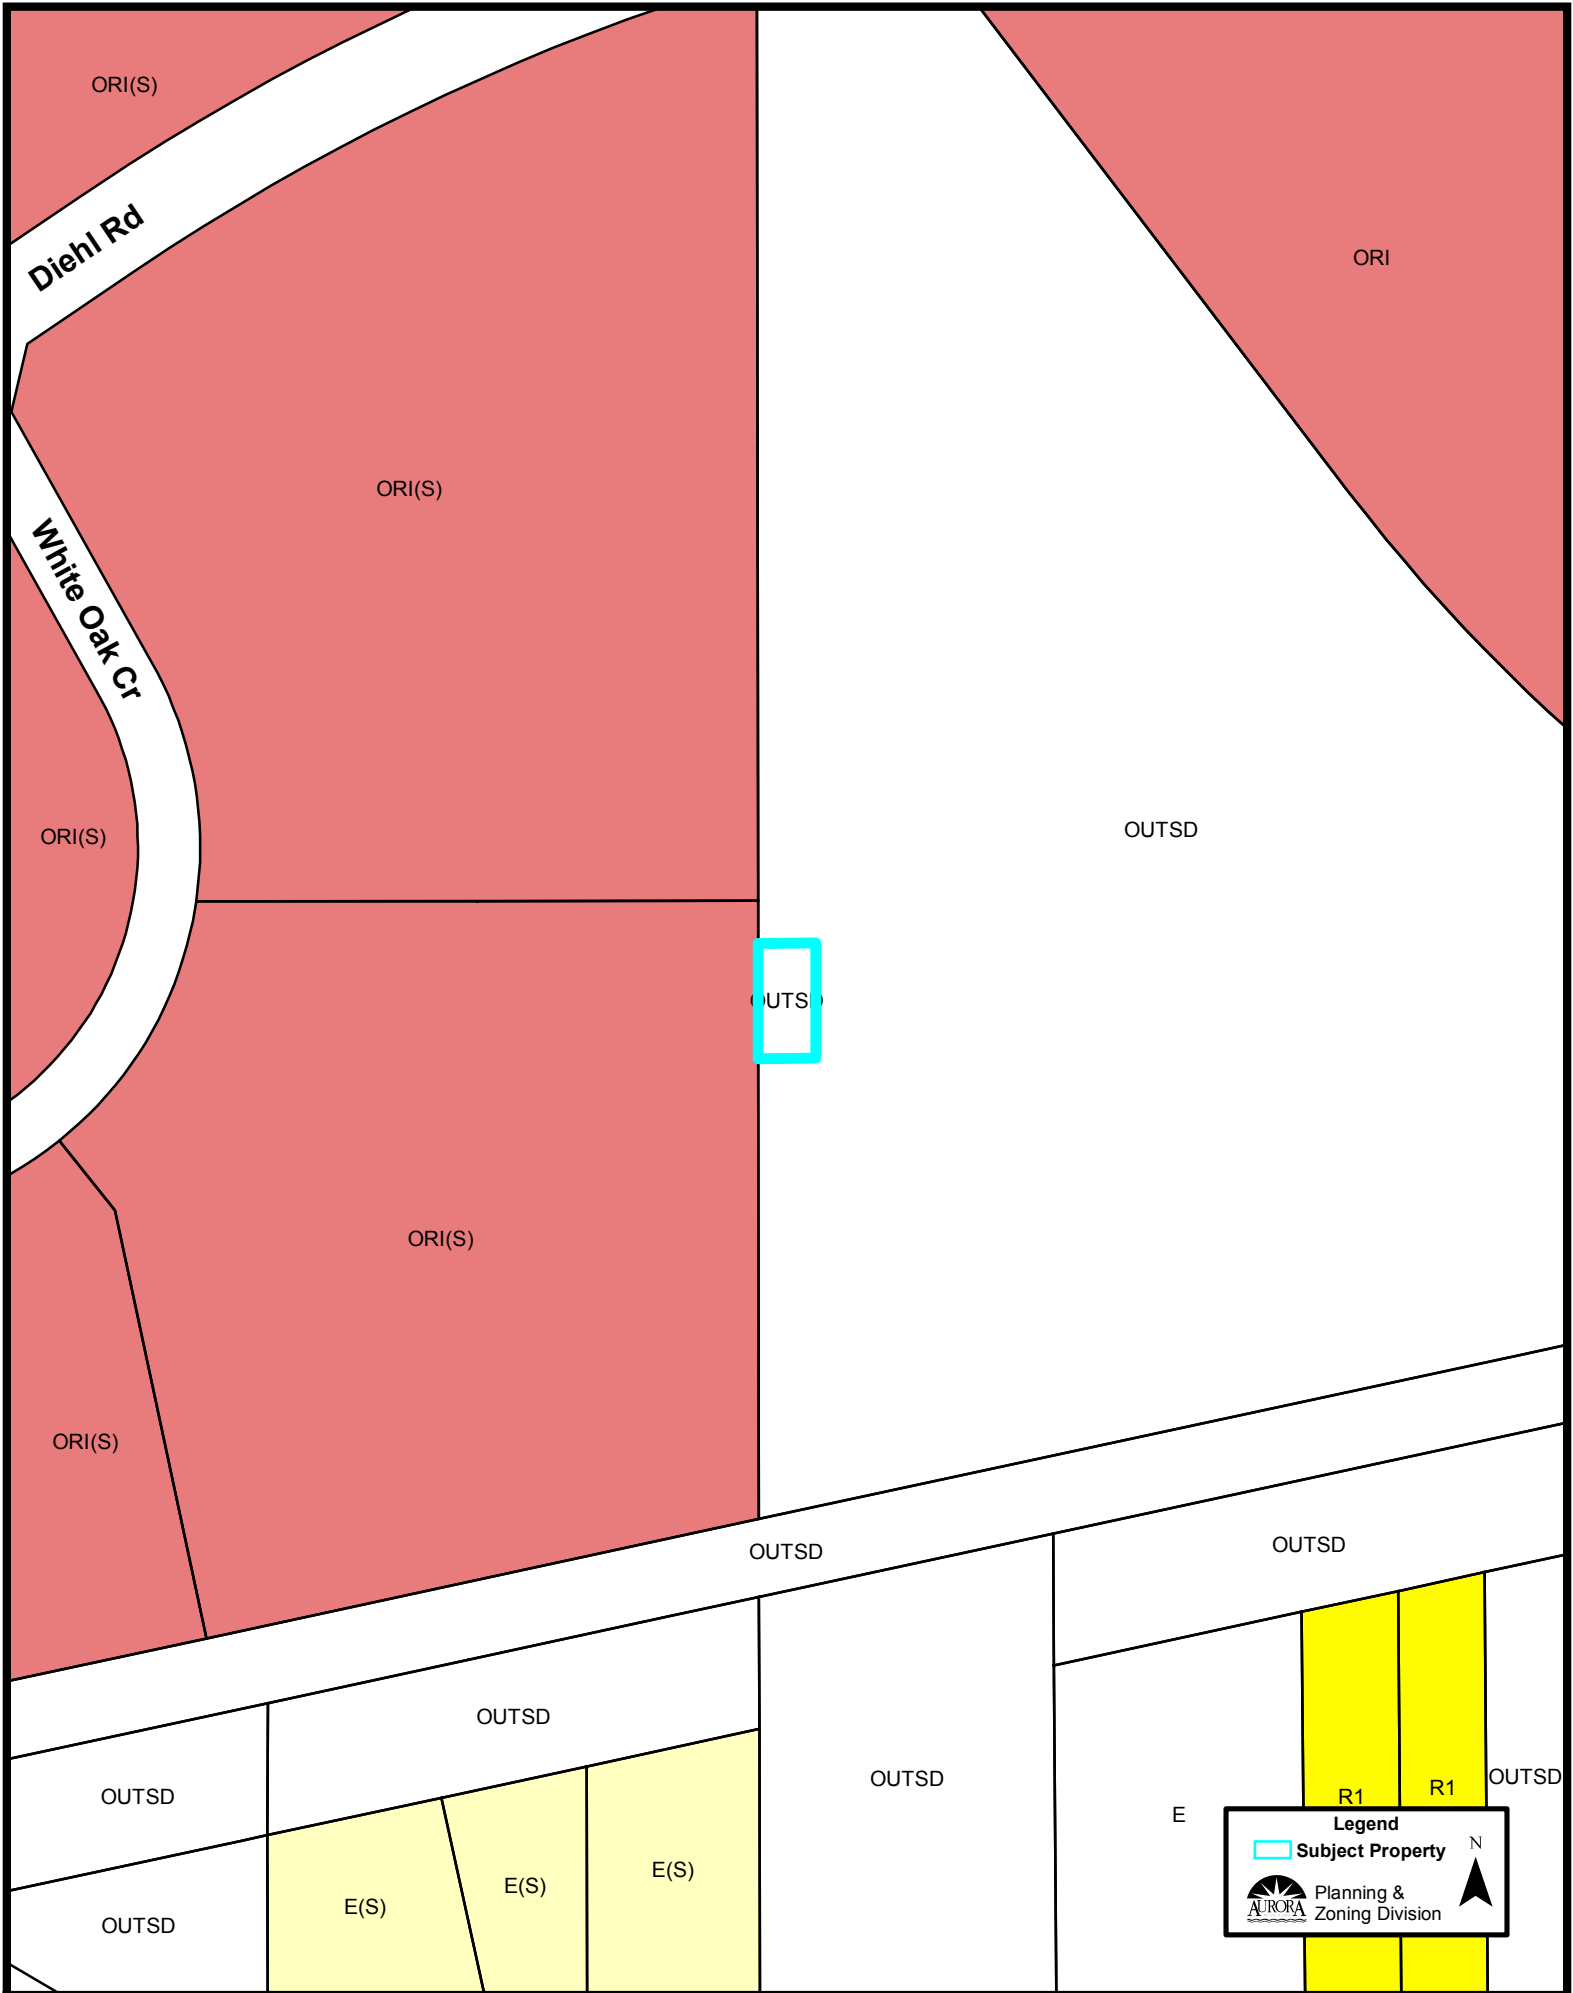 ORI(S)
Diehl Rd
ORI
ORI(S)
White Oak Cr
OUTSD
ORI(S)
OUTSD
ORI(S)
ORI(S)
OUTSD
OUTSD
OUTSD
OUTSD
OUTSD
OUTSD
R1
R1
E
E(S)
E(S)
E(S)
OUTSD
Legend
Subject Property
N
AURORA
Planning &
Zoning Division